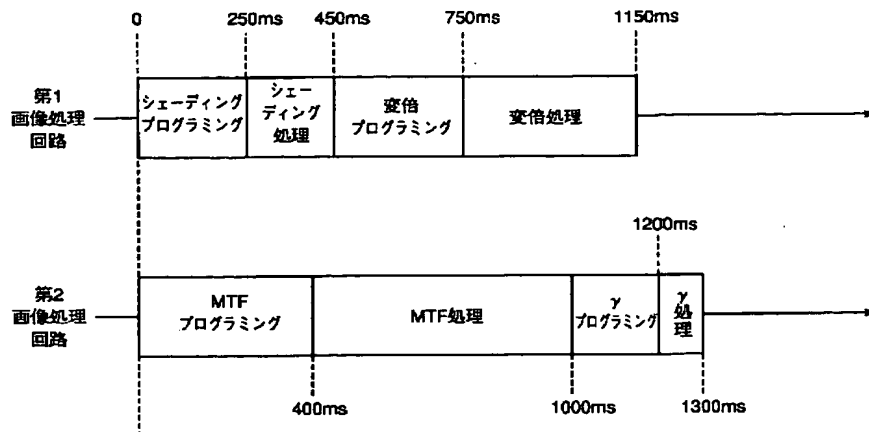 0
250ms
450ms
750ms
1150ms
第1
画像処理
回路
シェーディング
プログラミング
シェー
ディング
処理
変倍
プログラミング
変倍処理
1200ms
第2
画像処理
回路
MTF
プログラミング
MTF処理
γ
プログラミング
γ
処
理
400ms
1000ms
1300ms